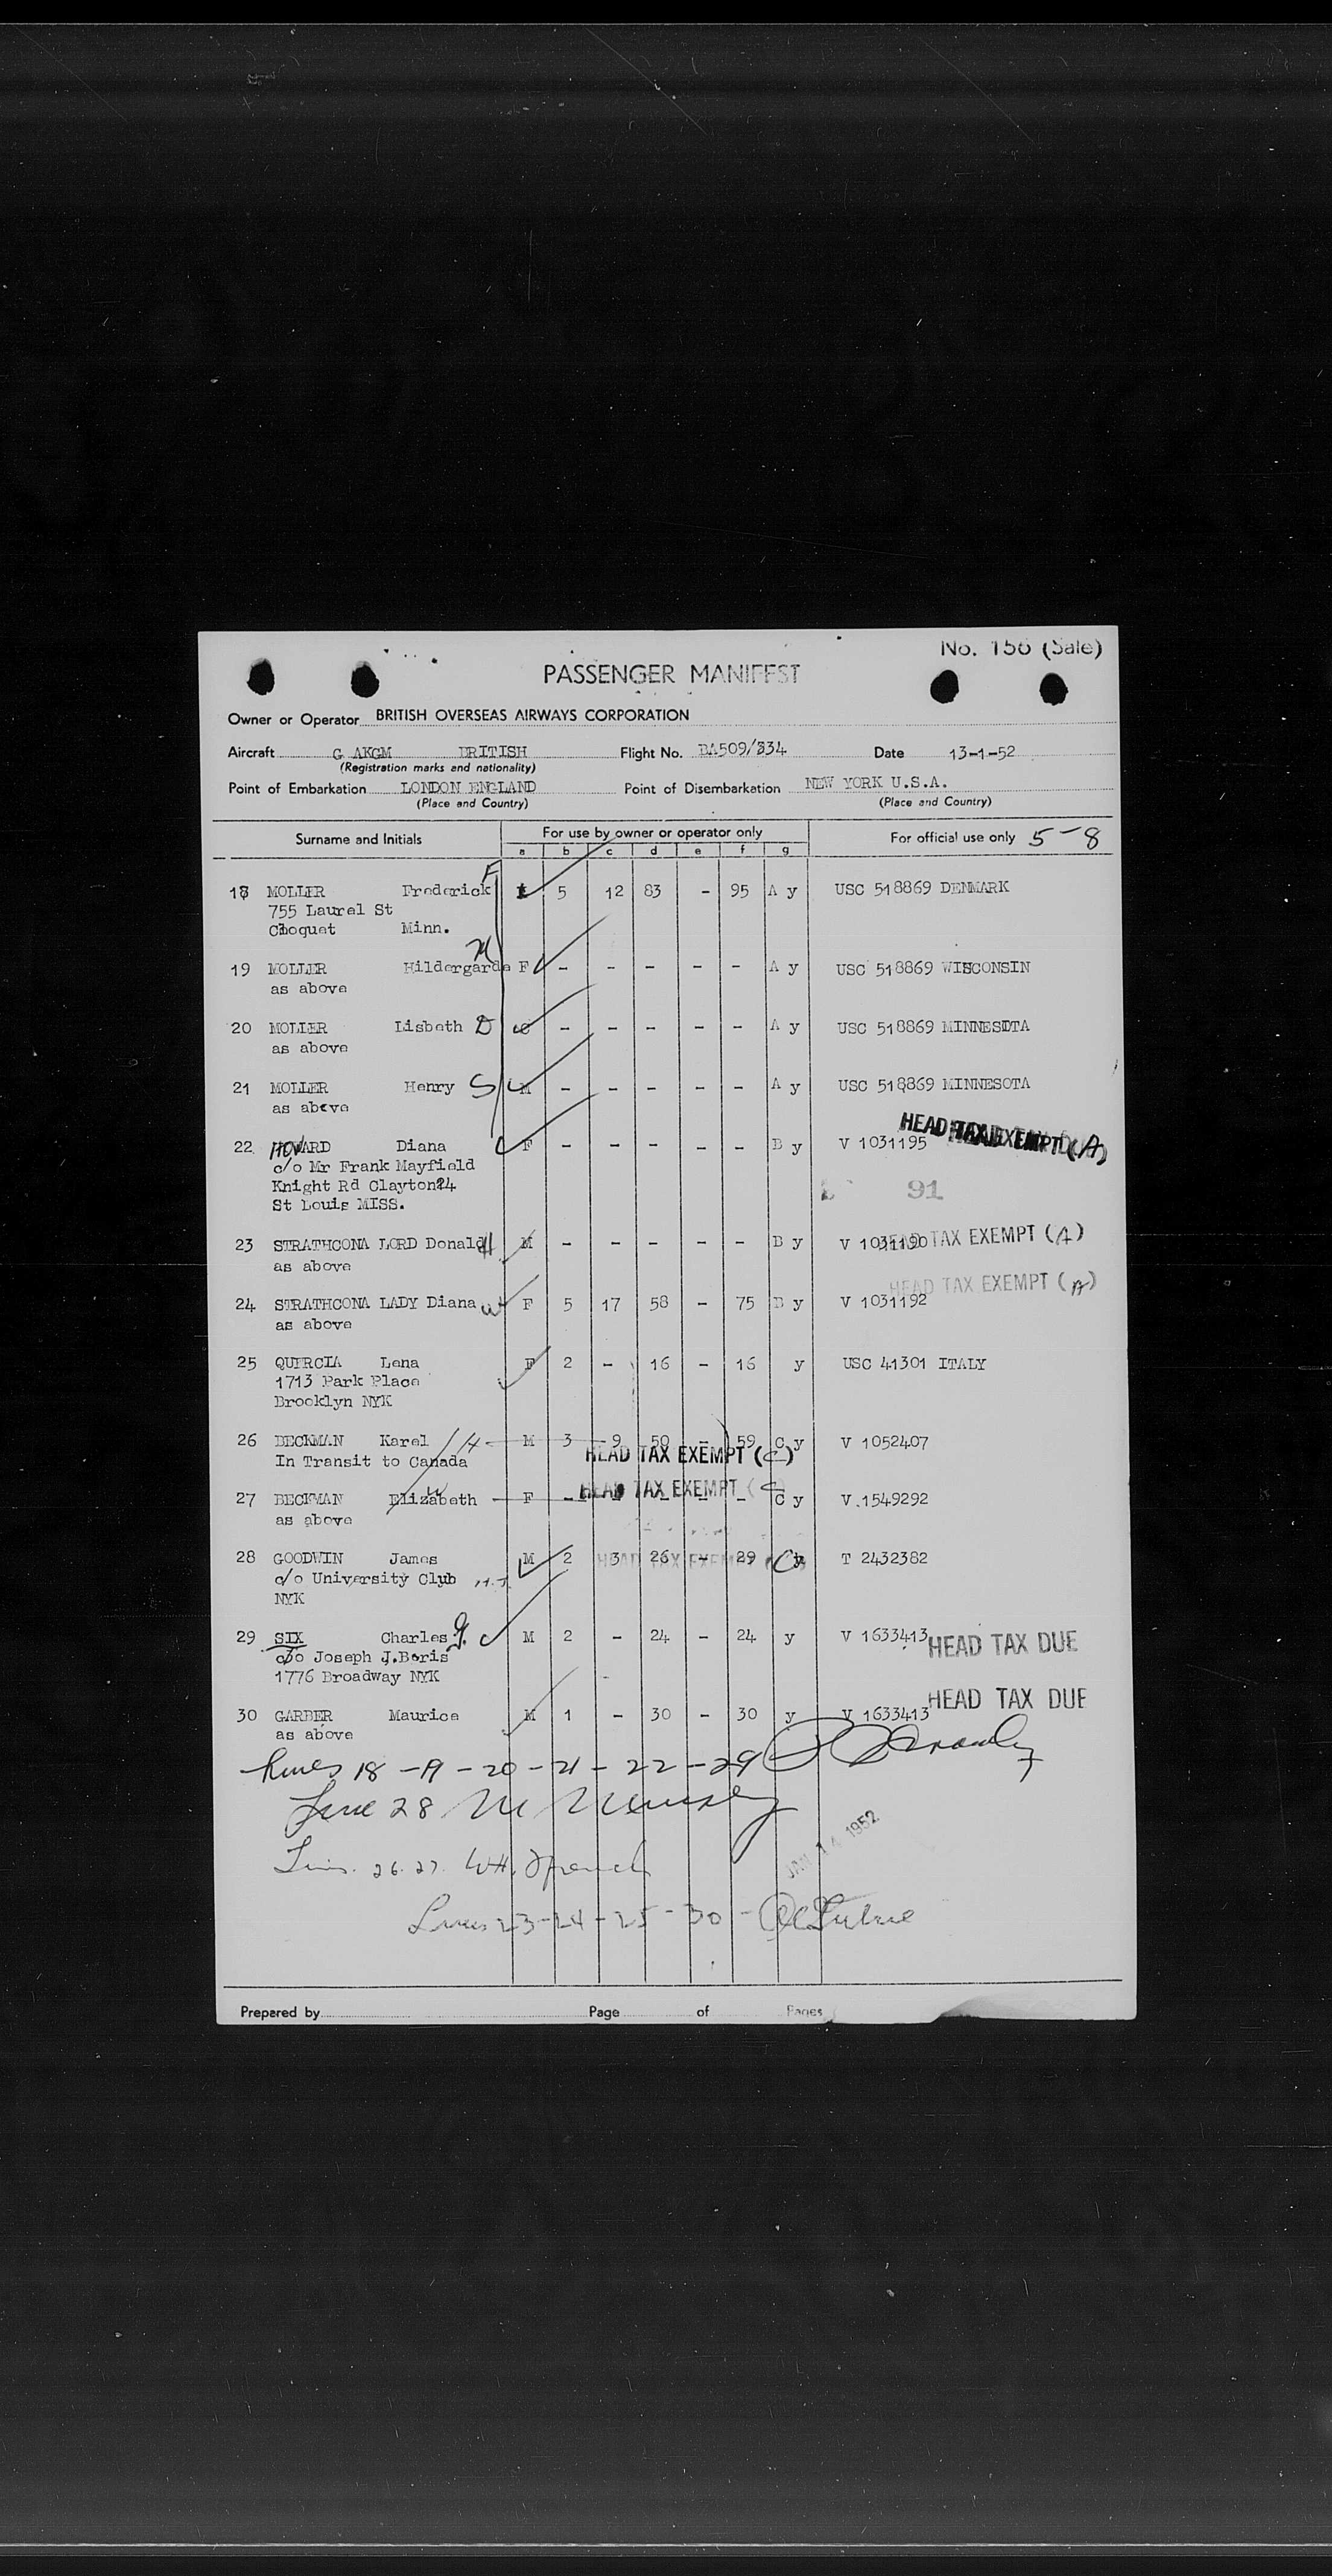 No. 156 (Sale)
PASSENGER MANIFEST
Owner or Operator BRITISH OVERSEAS AIRWAYS CORPORATION
Aircraft G AKGM BRITISH Flight No. BA509/334 Date 13-1-52
(Registration marks and nationality)
Point of Embarkation LONDON ENGLAND Point of Disembarkation NEW YORK U.S.A.
(Place and Country) (Place and Country)
Surname and Initials For use by owner or operator only For official use only 5-8
a b c d e f g
F
18 MOLLER Frederick 5 12 83 - 95 A y USC 518869 DENMARK
755 Laurel St
Cloquet Minn.
M
19 MOLLER Hildergarde F - - - - - A y USC 518869 WISCONSIN
as above
20 MOLLER Lisbeth D - - - - - A y USC 518869 MINNESOTA
as above
21 MOLLER Henry S M - - - - - A y USC 518869 MINNESOTA
as above
HEAD TAX EXEMPT (A)
22 HOWARD Diana F - - - - - B y V 1031195
c/o Mr Frank Mayfield
Knight Rd Clayton 24
91
St Louis MISS.
23 STRATHCONA LORD Donald H M - - - - - B y V 1031190 HEAD TAX EXEMPT (A)
as above
HEAD TAX EXEMPT (A)
24 STRATHCONA LADY Diana W F 5 17 58 - 75 B y V 1031192
as above
25 QUERCIA Lena F 2 - 16 - 16 y USC 41301 ITALY
1713 Park Place
Brooklyn NYK
26 BECKMAN Karel H M 3 9 50 - 59 C y V 1052407
In Transit to Canada HEAD TAX EXEMPT (C)
W HEAD TAX EXEMPT (C)
27 BECKMAN Elizabeth F - - - - - C y V 1549292
as above
28 GOODWIN James M 2 3 26 - 29 C y T 2432382
HEAD TAX EXEMPT
c/o University Club
NYK
29 SIX Charles J. M 2 - 24 - 24 y V 1633413 HEAD TAX DUE
c/o Joseph J.Boris
1776 Broadway NYK
HEAD TAX DUE
30 GARBER Maurice M 1 - 30 - 30 y V 1633413
as above
Lines 18-19-20-21-22-29
Line 28 M
JAN 14 1952
Lines 26.27. WH. French
Lines 23-24-25-30-
Prepared by Page of Pages